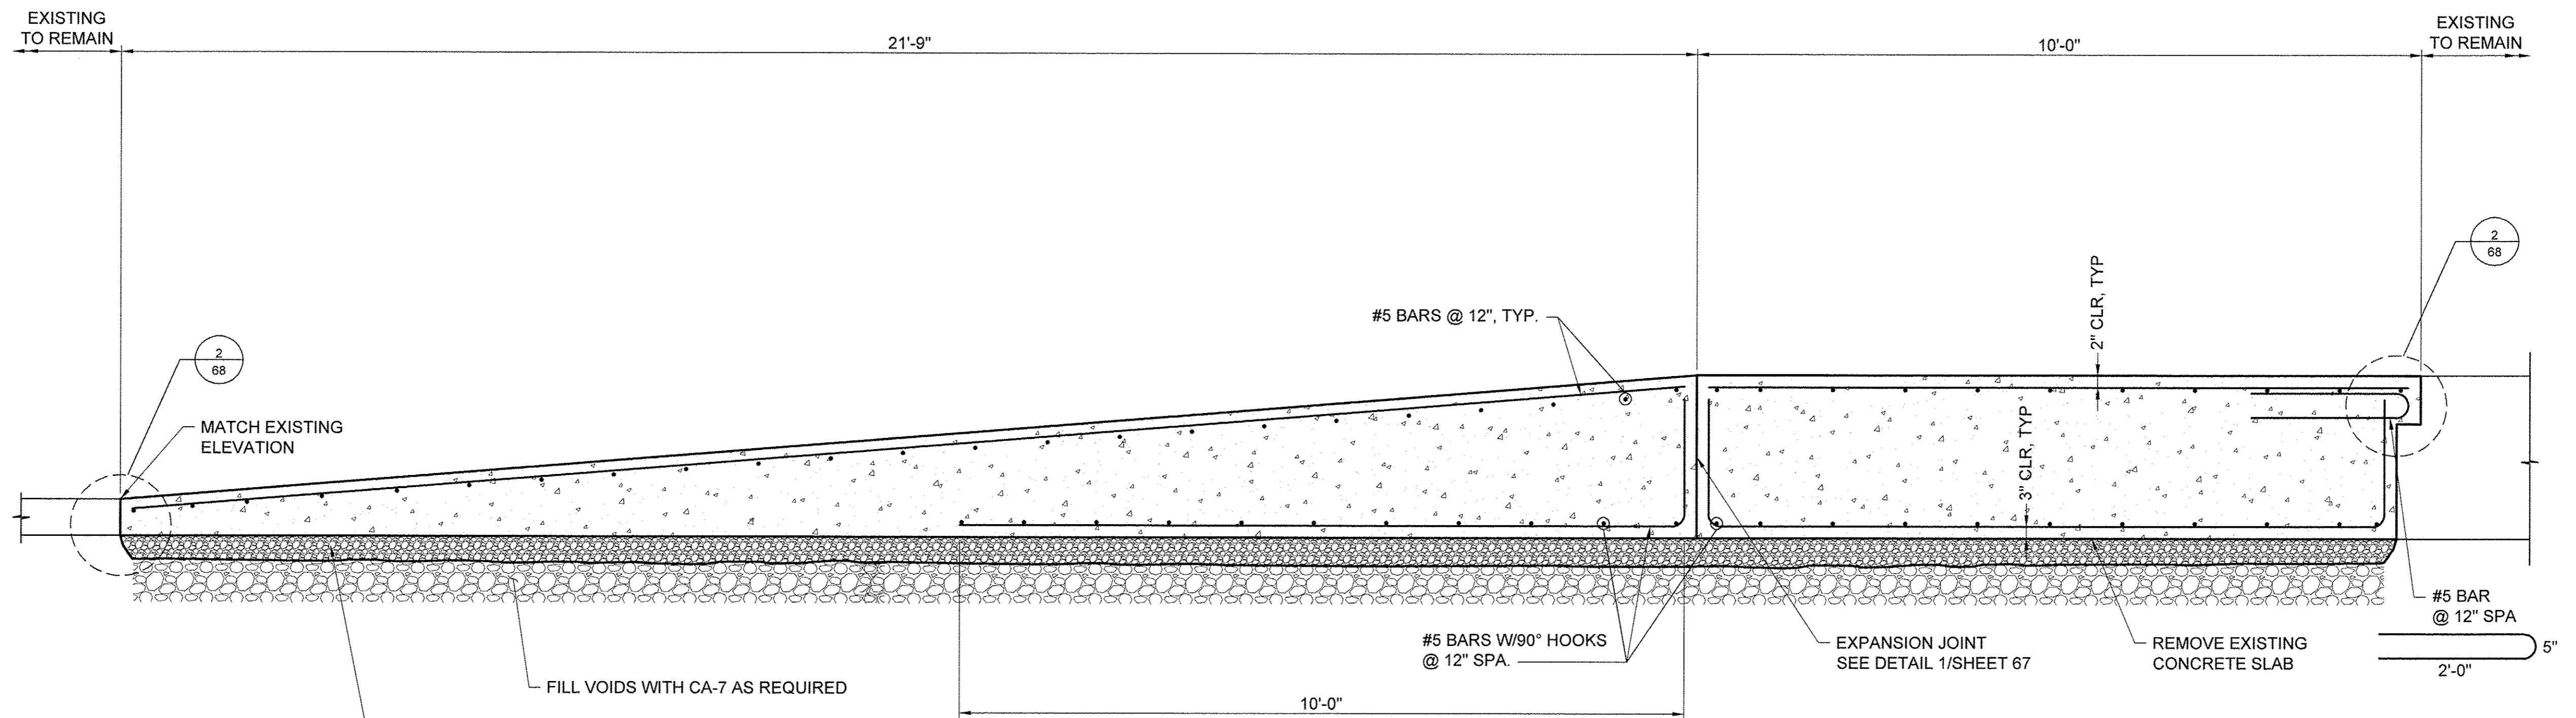 EXISTING
TO REMAIN
21'-9"
10'-0"
EXISTING
TO REMAIN
2
68
2
68
#5 BARS @ 12", TYP.
2" CLR, TYP
MATCH EXISTING
ELEVATION
3" CLR, TYP
#5 BAR
@ 12" SPA
5"
2'-0"
#5 BARS W/90° HOOKS
@ 12" SPA.
EXPANSION JOINT
SEE DETAIL 1/SHEET 67
REMOVE EXISTING
CONCRETE SLAB
FILL VOIDS WITH CA-7 AS REQUIRED
10'-0"